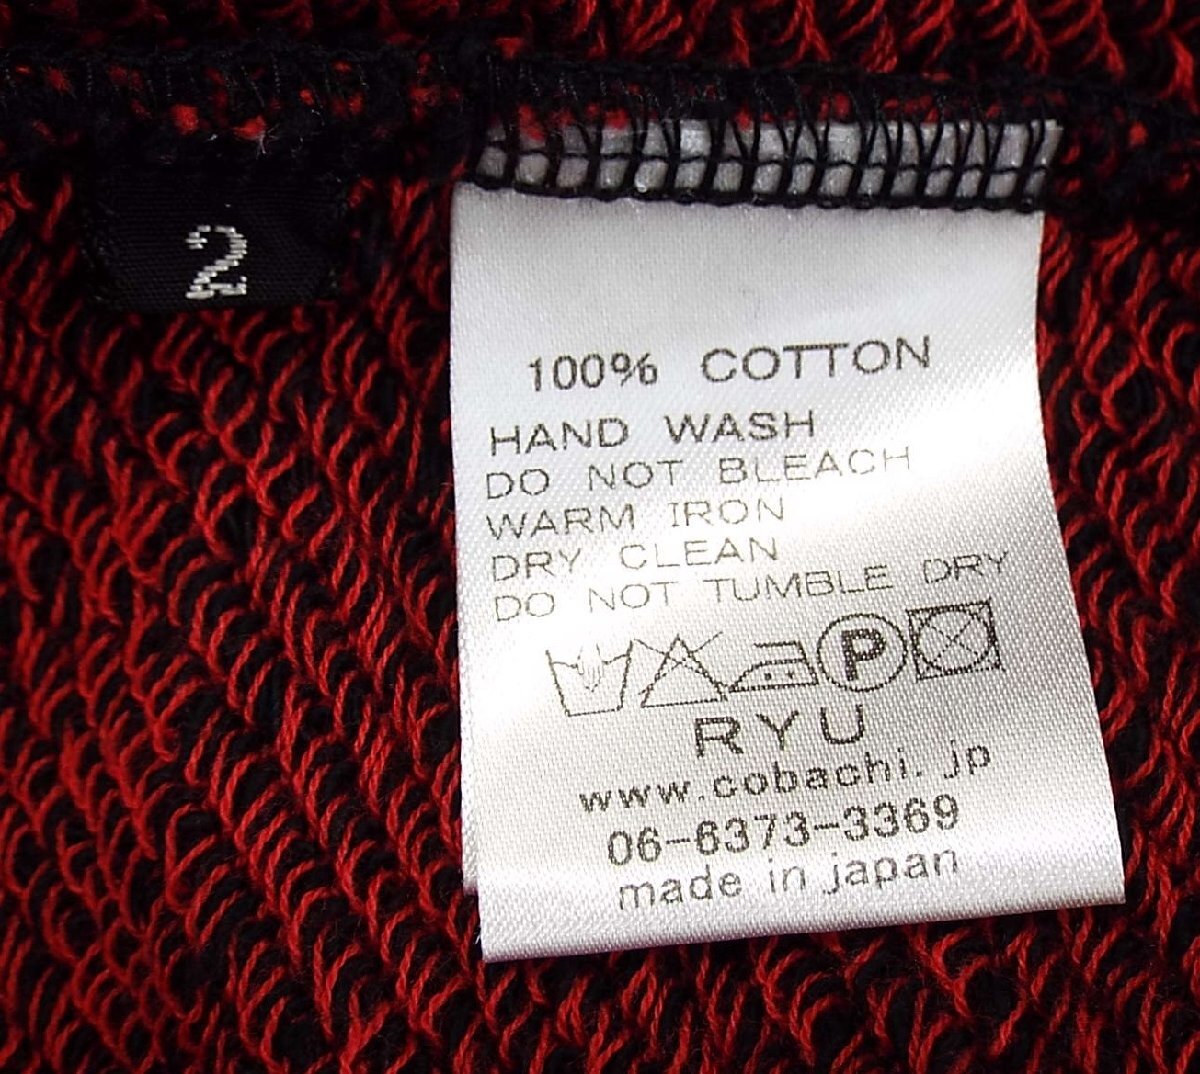 2
100% COTTON
HAND WASH
DO NOT BLEACH
WARM IRON
DRY CLEAN
DO NOT TUMBLE DRY
P
RYU
www.cobachi.jp
06-6373-3369
made in japan